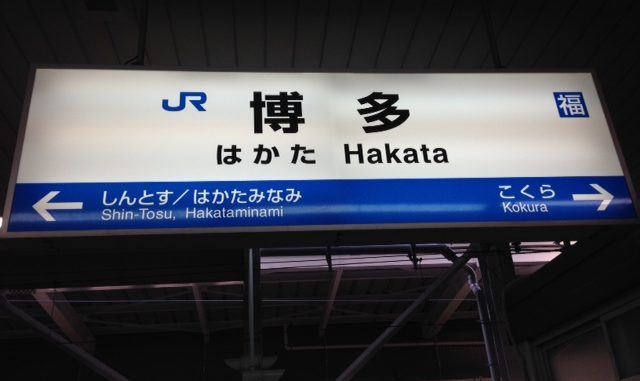 JR 博多 福
はかた Hakata
← しんとす／はかたみなみ こくら →
Shin-Tosu, Hakataminami Kokura